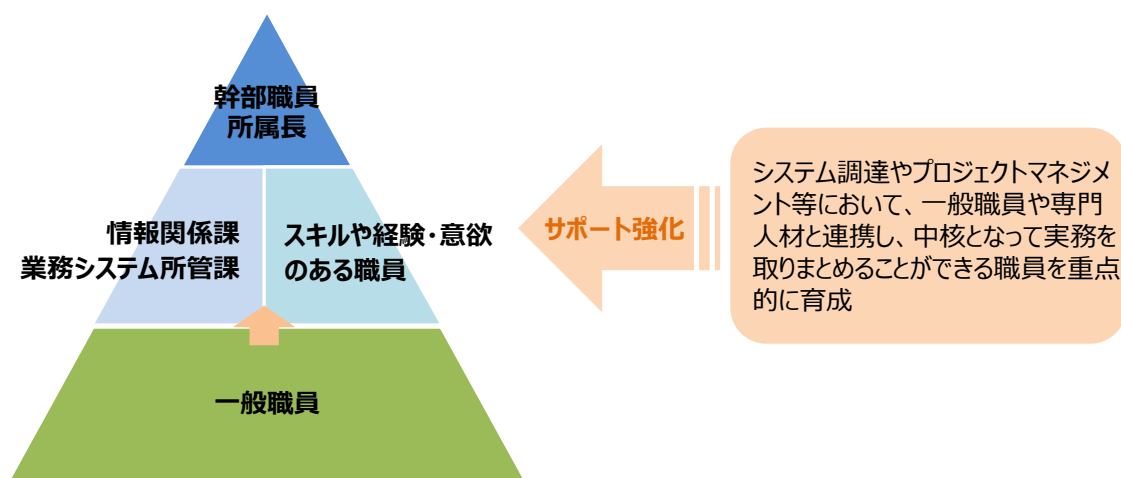 幹部職員
所属長
情報関係課
業務システム所管課
スキルや経験・意欲
のある職員
一般職員
サポート強化
システム調達やプロジェクトマネジメ
ント等において、一般職員や専門
人材と連携し、中核となって実務を
取りまとめることができる職員を重点
的に育成